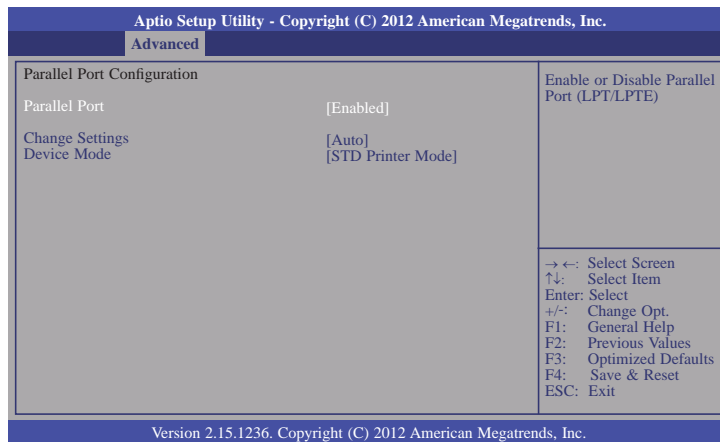 Aptio Setup Utility - Copyright (C) 2012 American Megatrends, Inc.
Advanced
Parallel Port Configuration
Parallel Port [Enabled]
Change Settings [Auto]
Device Mode [STD Printer Mode]
Enable or Disable Parallel
Port (LPT/LPTE)
→ ←: Select Screen
↑↓: Select Item
Enter: Select
+/-: Change Opt.
F1: General Help
F2: Previous Values
F3: Optimized Defaults
F4: Save & Reset
ESC: Exit
Version 2.15.1236. Copyright (C) 2012 American Megatrends, Inc.